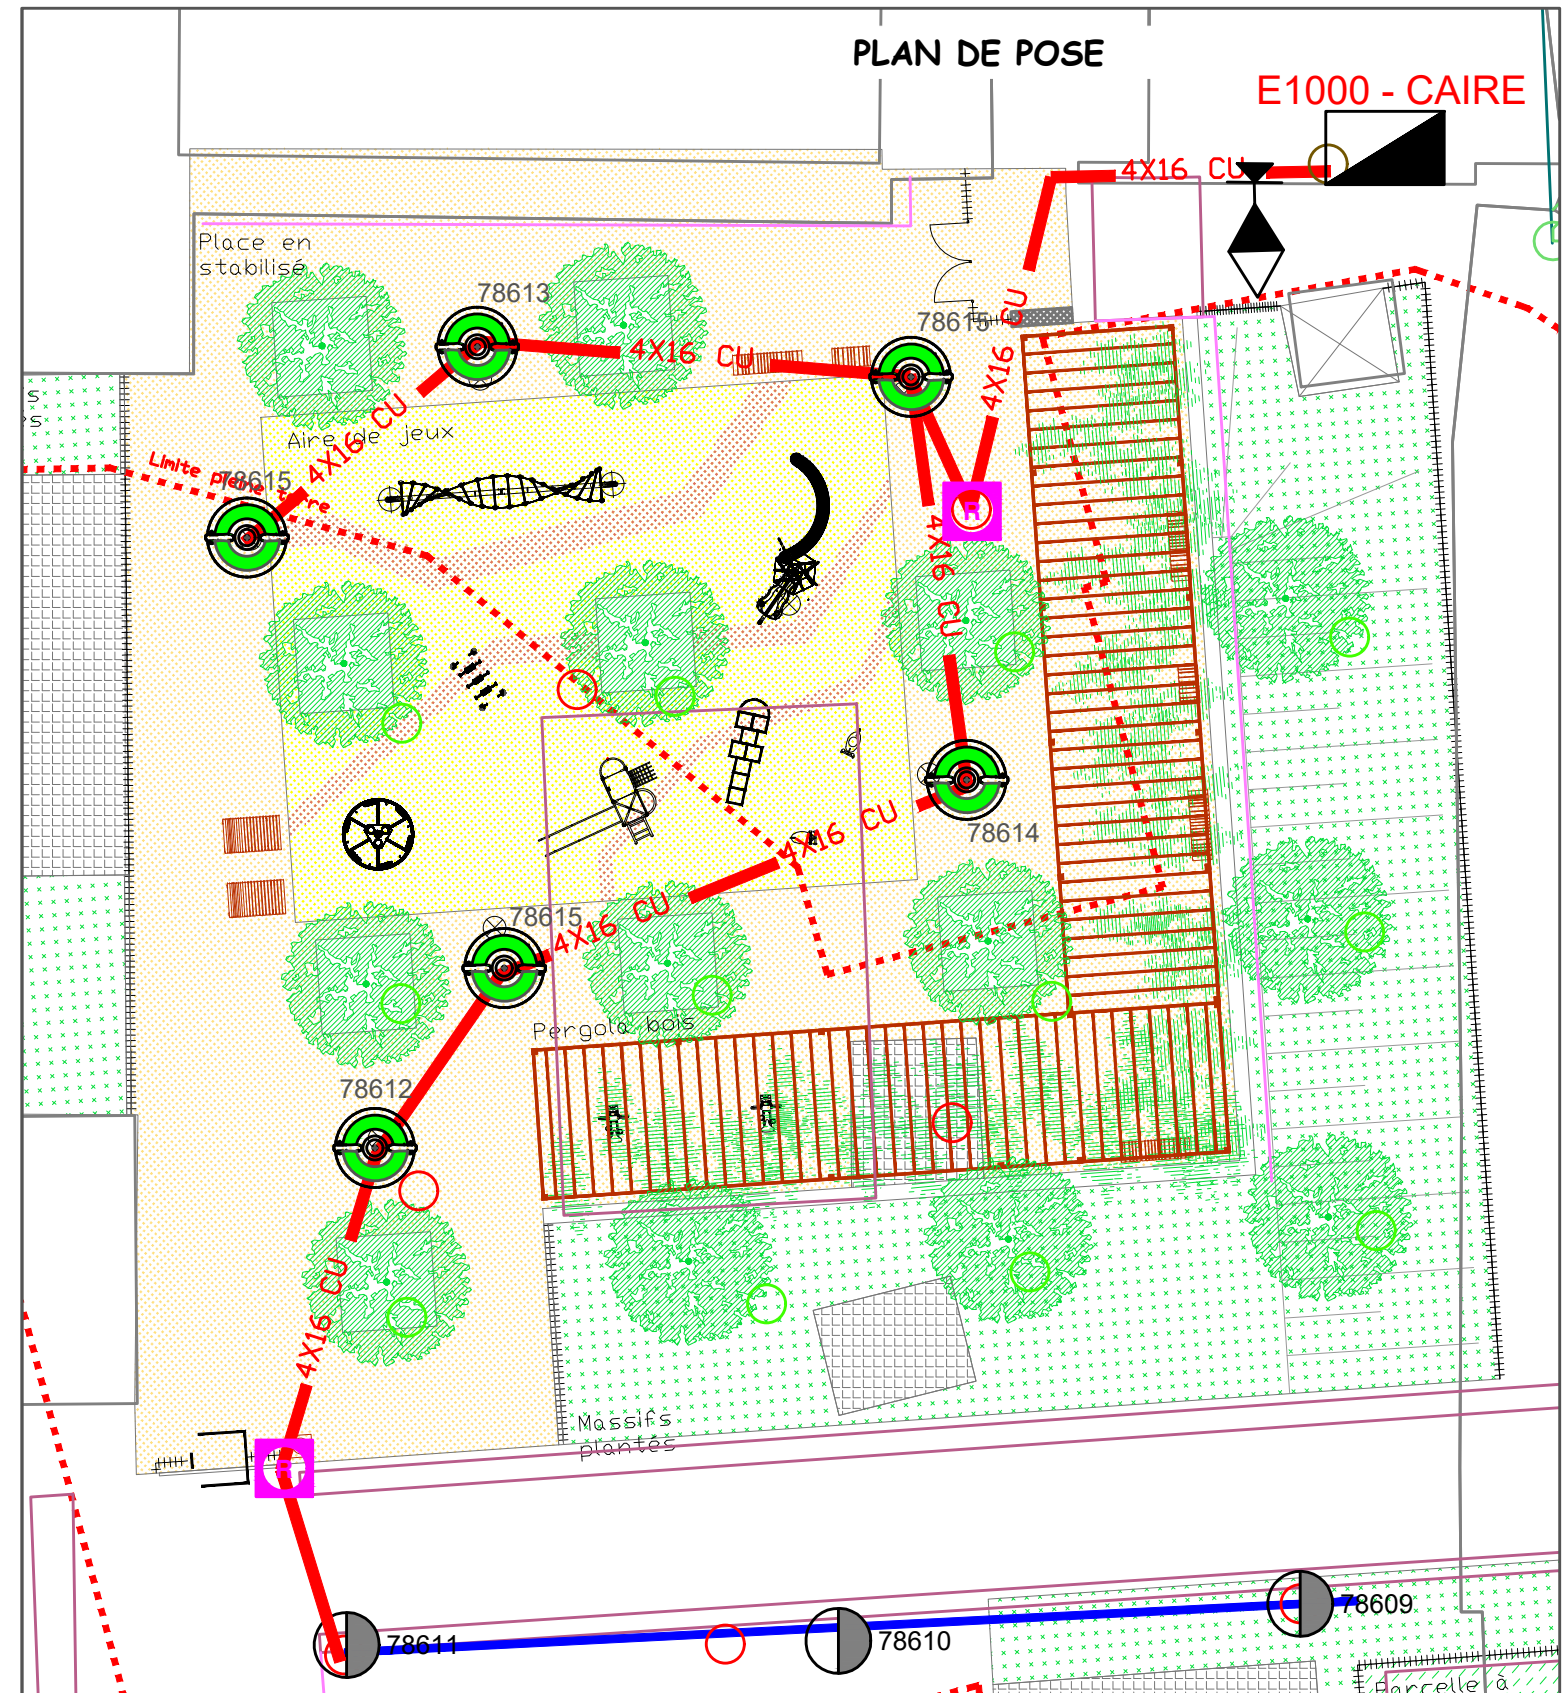 PLAN DE POSE
E1000 - CAIRE
4X16 CU
Place en
stabilisé
78613
4X16 CU
78615
CU
4X16
s
s
Aire de jeux
4X16 CU
Limite pleine terre
78615
R
4X16 CU
78614
4X16 CU
78615
4X16 CU
Pergola bois
78612
4X16 CU
Massifs
plantés
R
78611
78610
78609
Parcelle à